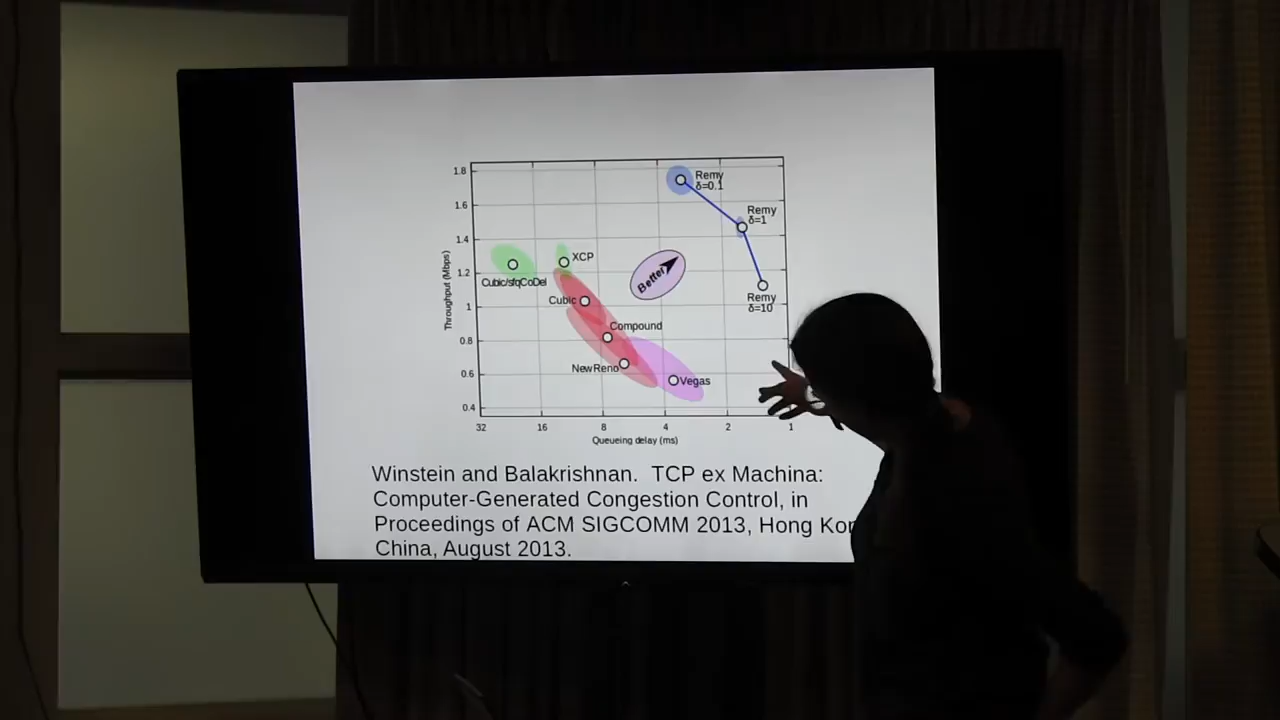 1.8
1.6
1.4
1.2
1
0.8
0.6
0.4
Throughput (Mbps)
Remy
δ=0.1
Remy
δ=1
Remy
δ=10
Cubic/sfqCoDel
XCP
Cubic
Compound
NewReno
Vegas
Better
32 16 8 4 2 1
Queueing delay (ms)
Winstein and Balakrishnan. TCP ex Machina:
Computer-Generated Congestion Control, in
Proceedings of ACM SIGCOMM 2013, Hong
China, August 2013.